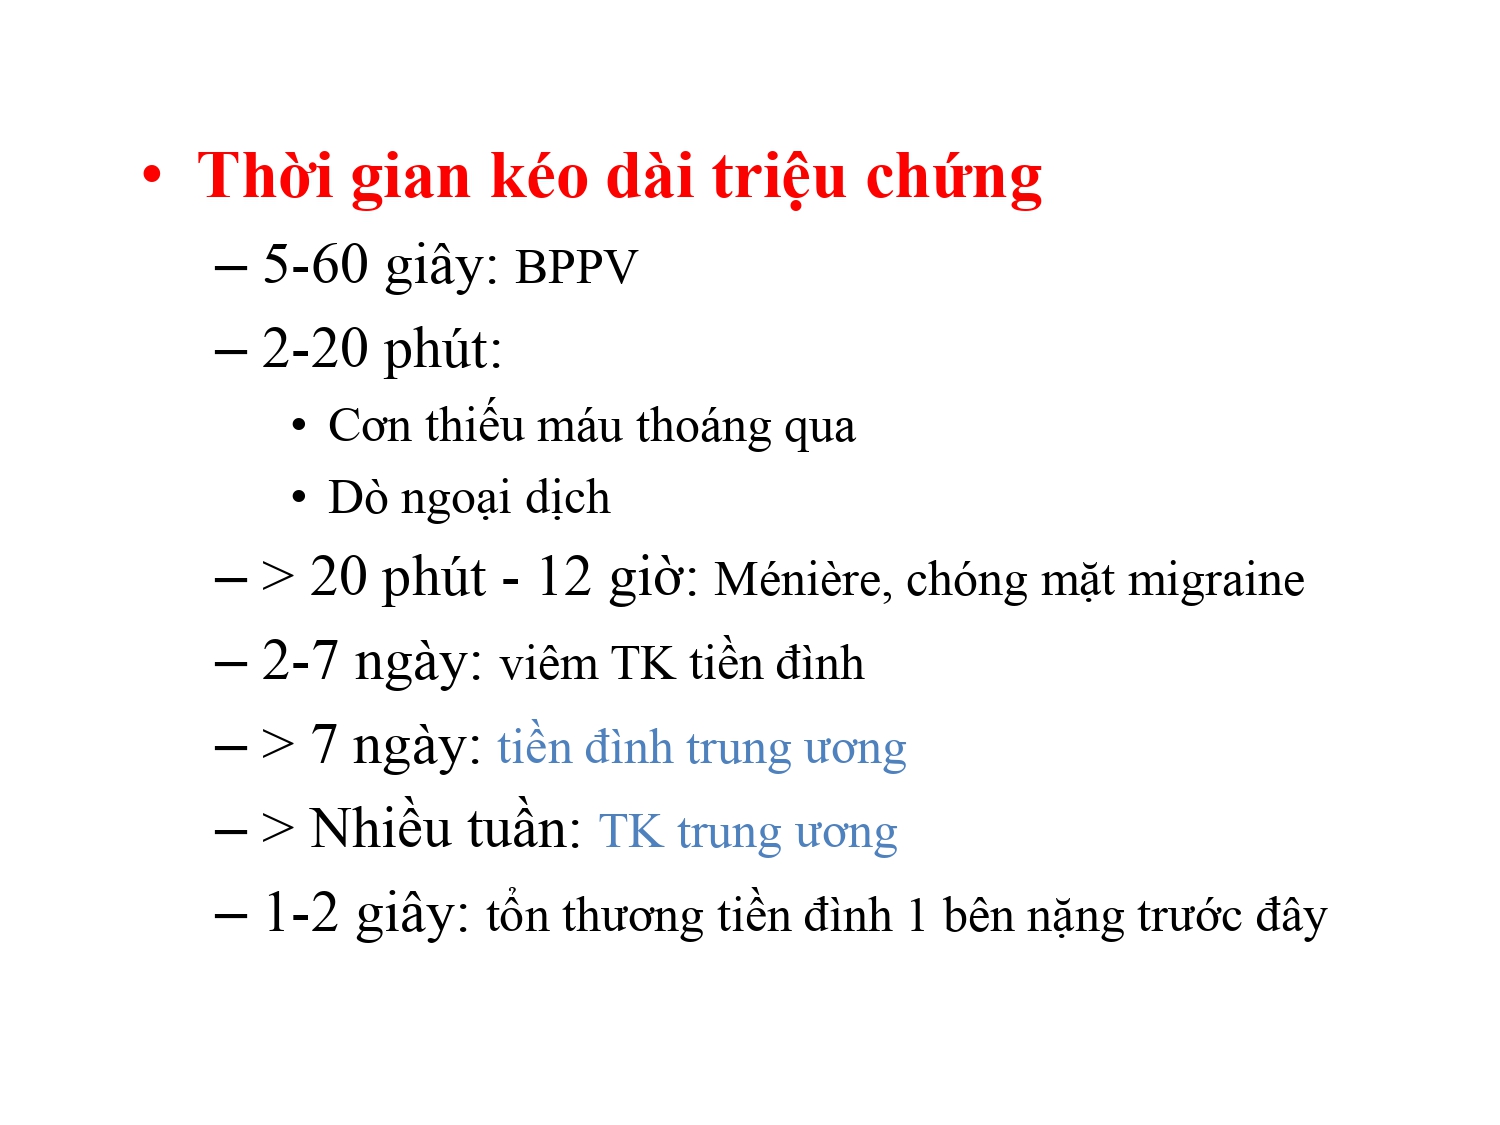 • Thời gian kéo dài triệu chứng
– 5-60 giây: BPPV
– 2-20 phút:
• Cơn thiếu máu thoáng qua
• Dò ngoại dịch
– > 20 phút - 12 giờ: Ménière, chóng mặt migraine
– 2-7 ngày: viêm TK tiền đình
– > 7 ngày: tiền đình trung ương
– > Nhiều tuần: TK trung ương
– 1-2 giây: tổn thương tiền đình 1 bên nặng trước đây